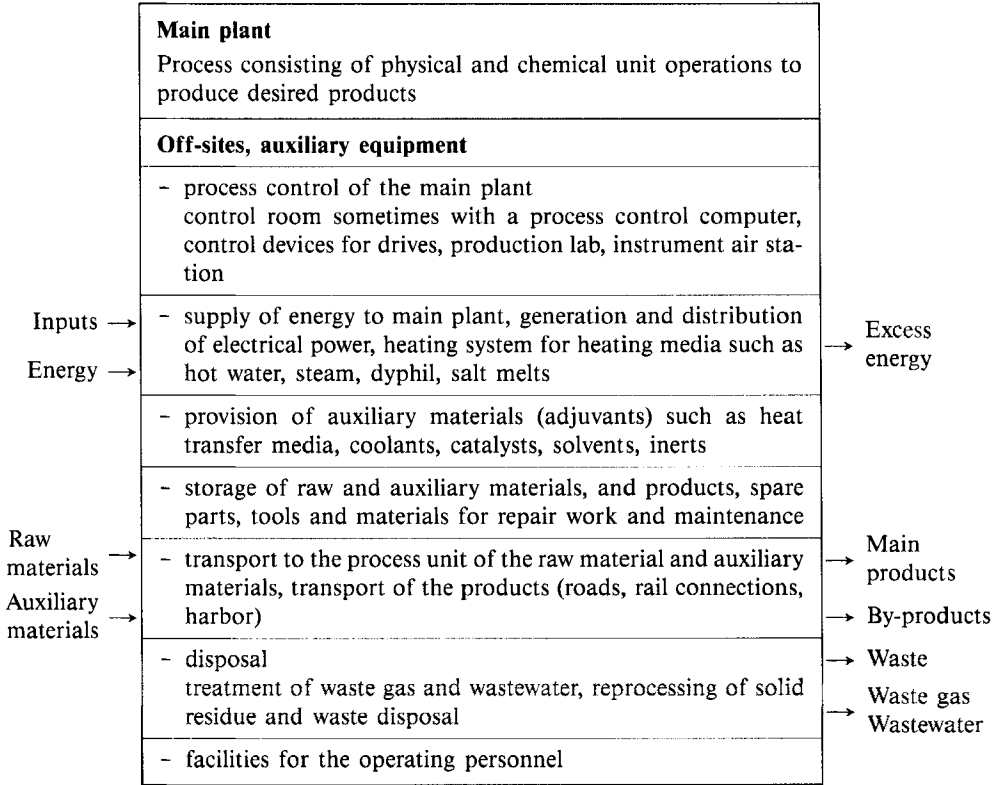 Main plant
Process consisting of physical and chemical unit operations to
produce desired products
Off-sites, auxiliary equipment
– process control of the main plant
control room sometimes with a process control computer,
control devices for drives, production lab, instrument air sta-
tion
Inputs
Energy
– supply of energy to main plant, generation and distribution
of electrical power, heating system for heating media such as
hot water, steam, dyphil, salt melts
Excess
energy
– provision of auxiliary materials (adjuvants) such as heat
transfer media, coolants, catalysts, solvents, inerts
– storage of raw and auxiliary materials, and products, spare
parts, tools and materials for repair work and maintenance
Raw
materials
Auxiliary
materials
– transport to the process unit of the raw material and auxiliary
materials, transport of the products (roads, rail connections,
harbor)
Main
products
By-products
– disposal
treatment of waste gas and wastewater, reprocessing of solid
residue and waste disposal
Waste
Waste gas
Wastewater
– facilities for the operating personnel